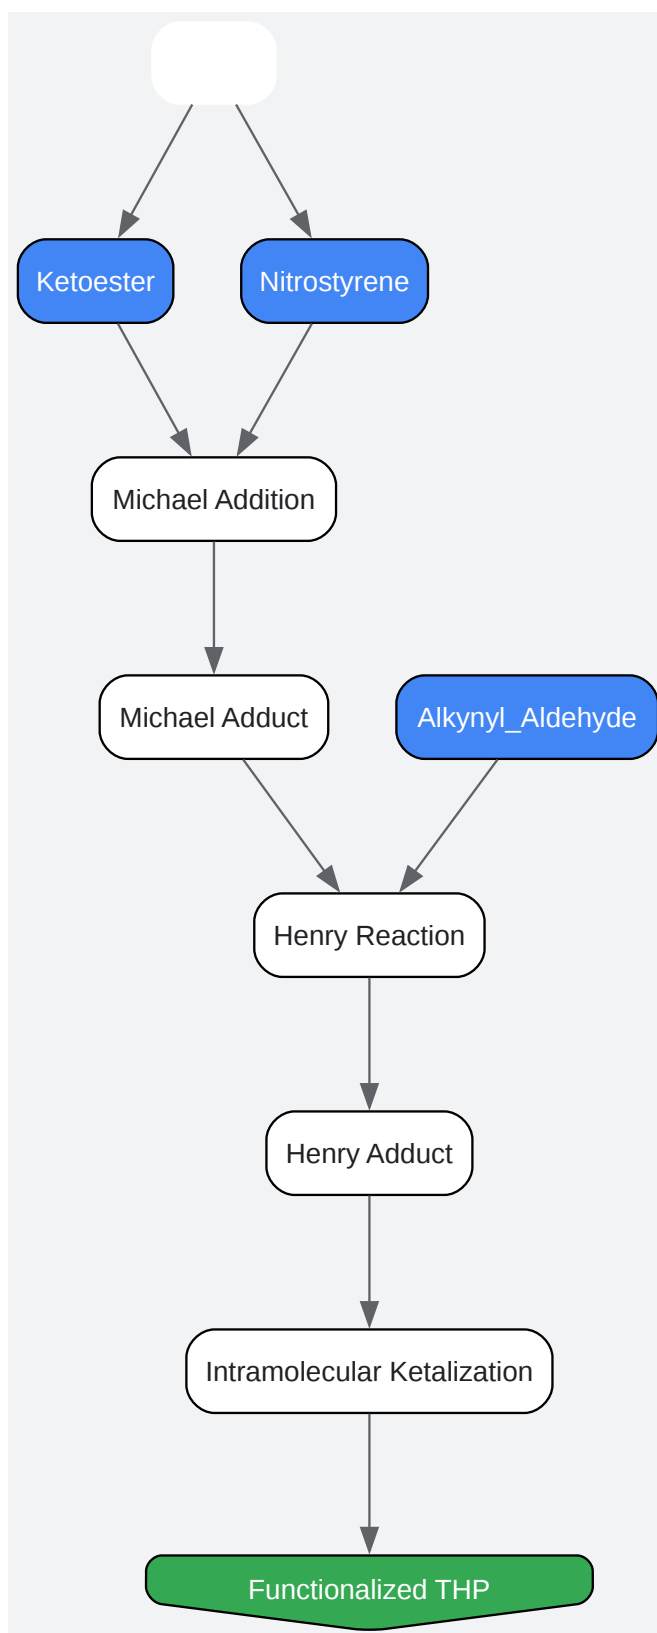 Ketoester
Nitrostyrene
Michael Addition
Michael Adduct
Alkynyl_Aldehyde
Henry Reaction
Henry Adduct
Intramolecular Ketalization
Functionalized THP